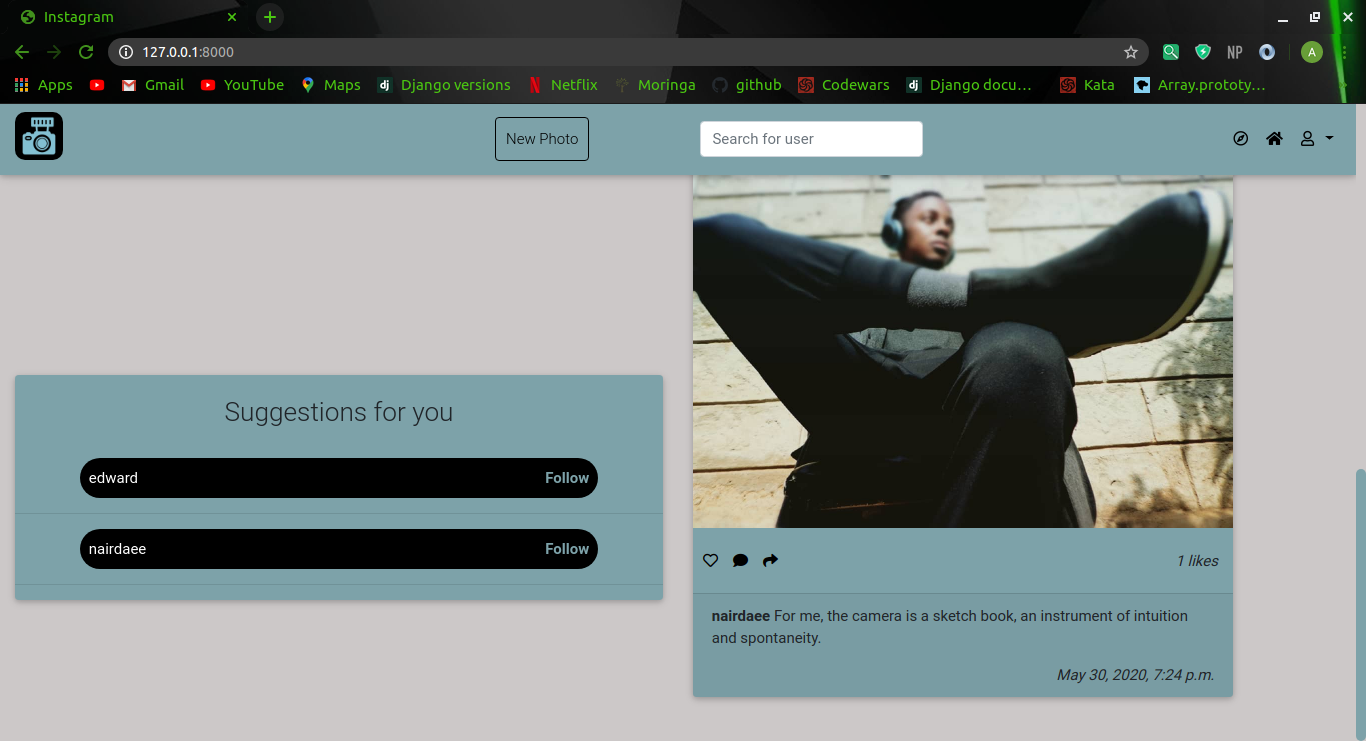 Instagram
127.0.0.1:8000
NP
A
Apps
Gmail
YouTube
Maps
dj Django versions
Netflix
Moringa
github
Codewars
dj Django docu...
Kata
Array.prototy...
New Photo
Search for user
Suggestions for you
edward Follow
nairdaee Follow
1 likes
nairdaee For me, the camera is a sketch book, an instrument of intuition
and spontaneity.
May 30, 2020, 7:24 p.m.